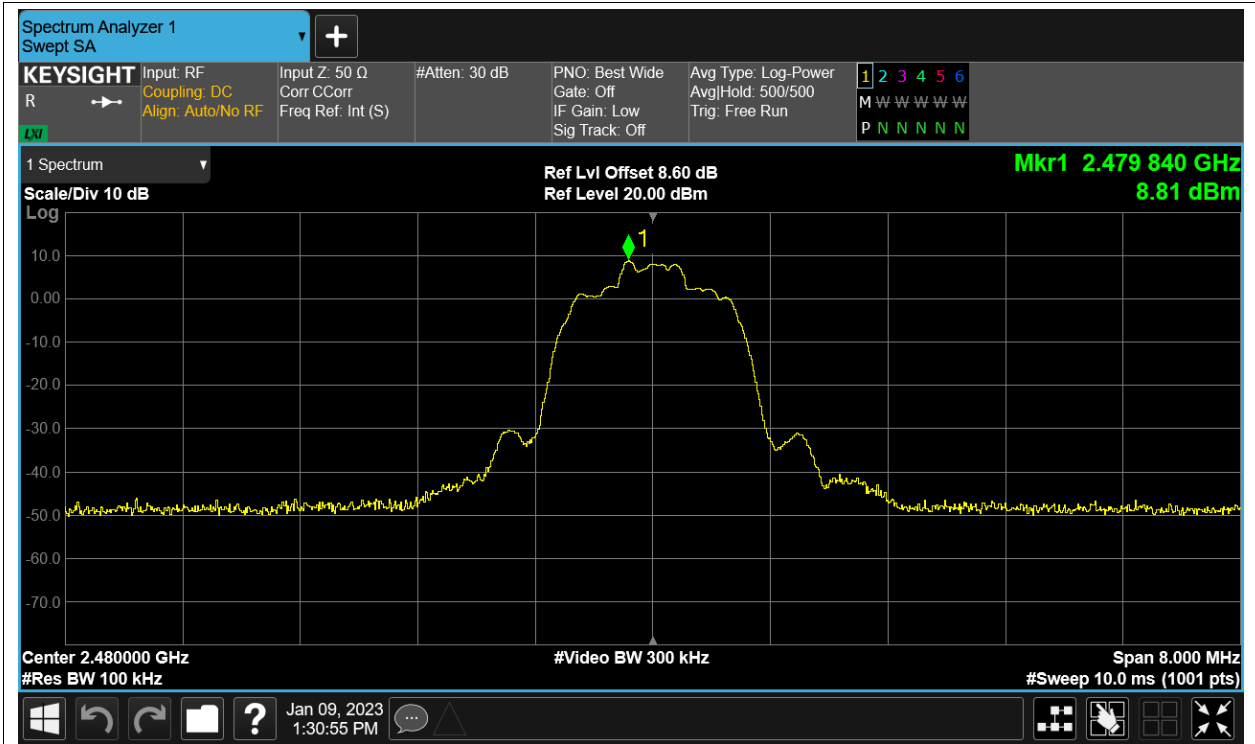 Spectrum Analyzer 1
Swept SA
KEYSIGHT
R
LXI
Input: RF
Coupling: DC
Align: Auto/No RF
Input Z: 50 Ω
Corr CCorr
Freq Ref: Int (S)
#Atten: 30 dB
PNO: Best Wide
Gate: Off
IF Gain: Low
Sig Track: Off
Avg Type: Log-Power
Avg|Hold: 500/500
Trig: Free Run
1 2 3 4 5 6
M W W W W W
P N N N N N
1 Spectrum
Scale/Div 10 dB
Log
Ref Lvl Offset 8.60 dB
Ref Level 20.00 dBm
Mkr1 2.479 840 GHz
8.81 dBm
1
10.0
0.00
-10.0
-20.0
-30.0
-40.0
-50.0
-60.0
-70.0
Center 2.480000 GHz
#Res BW 100 kHz
#Video BW 300 kHz
Span 8.000 MHz
#Sweep 10.0 ms (1001 pts)
?
Jan 09, 2023
1:30:55 PM